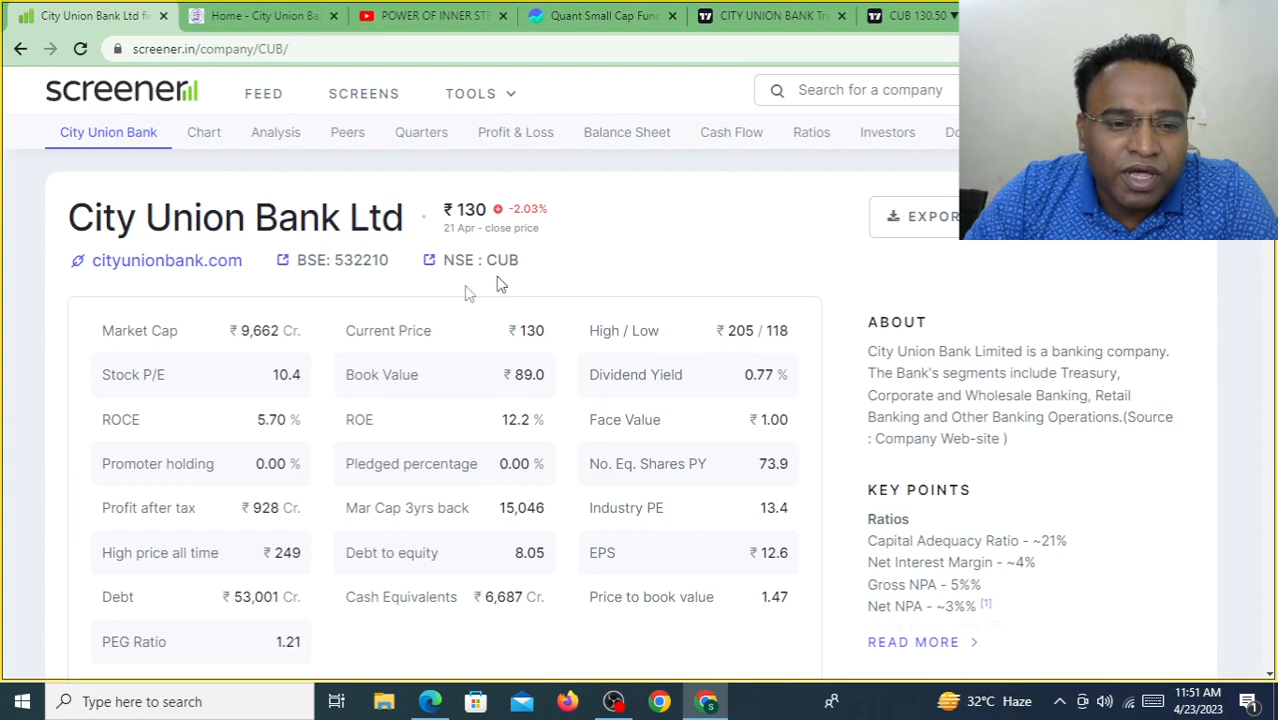 City Union Bank Ltd fi
Home - City Union Ba
POWER OF INNER STE
Quant Small Cap Func
CITY UNION BANK Tra
CUB 130.50
screener.in/company/CUB/
screener
FEED
SCREENS
TOOLS
Search for a company
City Union Bank
Chart
Analysis
Peers
Quarters
Profit & Loss
Balance Sheet
Cash Flow
Ratios
Investors
Do
City Union Bank Ltd
₹ 130 -2.03%
21 Apr - close price
EXPOR
cityunionbank.com
BSE: 532210
NSE : CUB
Market Cap ₹ 9,662 Cr.
Current Price ₹ 130
High / Low ₹ 205 / 118
Stock P/E 10.4
Book Value ₹ 89.0
Dividend Yield 0.77 %
ROCE 5.70 %
ROE 12.2 %
Face Value ₹ 1.00
Promoter holding 0.00 %
Pledged percentage 0.00 %
No. Eq. Shares PY 73.9
Profit after tax ₹ 928 Cr.
Mar Cap 3yrs back 15,046
Industry PE 13.4
High price all time ₹ 249
Debt to equity 8.05
EPS ₹ 12.6
Debt ₹ 53,001 Cr.
Cash Equivalents ₹ 6,687 Cr.
Price to book value 1.47
PEG Ratio 1.21
ABOUT
City Union Bank Limited is a banking company.
The Bank's segments include Treasury,
Corporate and Wholesale Banking, Retail
Banking and Other Banking Operations.(Source
: Company Web-site )
KEY POINTS
Ratios
Capital Adequacy Ratio - ~21%
Net Interest Margin - ~4%
Gross NPA - 5%%
Net NPA - ~3%% [1]
READ MORE
Type here to search
32°C Haze
11:51 AM
4/23/2023